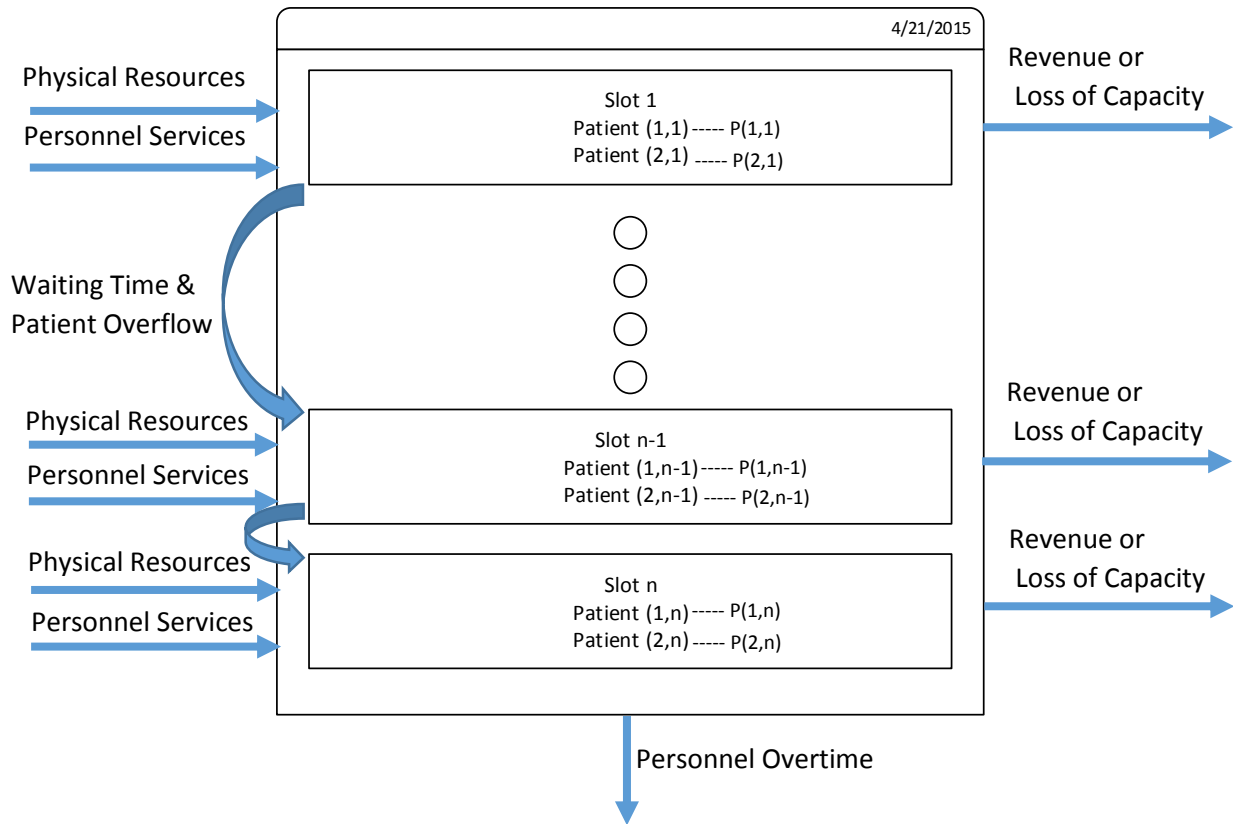 4/21/2015
Physical Resources
Personnel Services
Slot 1
Patient (1,1) ----- P(1,1)
Patient (2,1) ----- P(2,1)
Revenue or
Loss of Capacity
Waiting Time &
Patient Overflow
Physical Resources
Personnel Services
Slot n-1
Patient (1,n-1) ----- P(1,n-1)
Patient (2,n-1) ----- P(2,n-1)
Revenue or
Loss of Capacity
Physical Resources
Personnel Services
Slot n
Patient (1,n) ----- P(1,n)
Patient (2,n) ----- P(2,n)
Revenue or
Loss of Capacity
Personnel Overtime